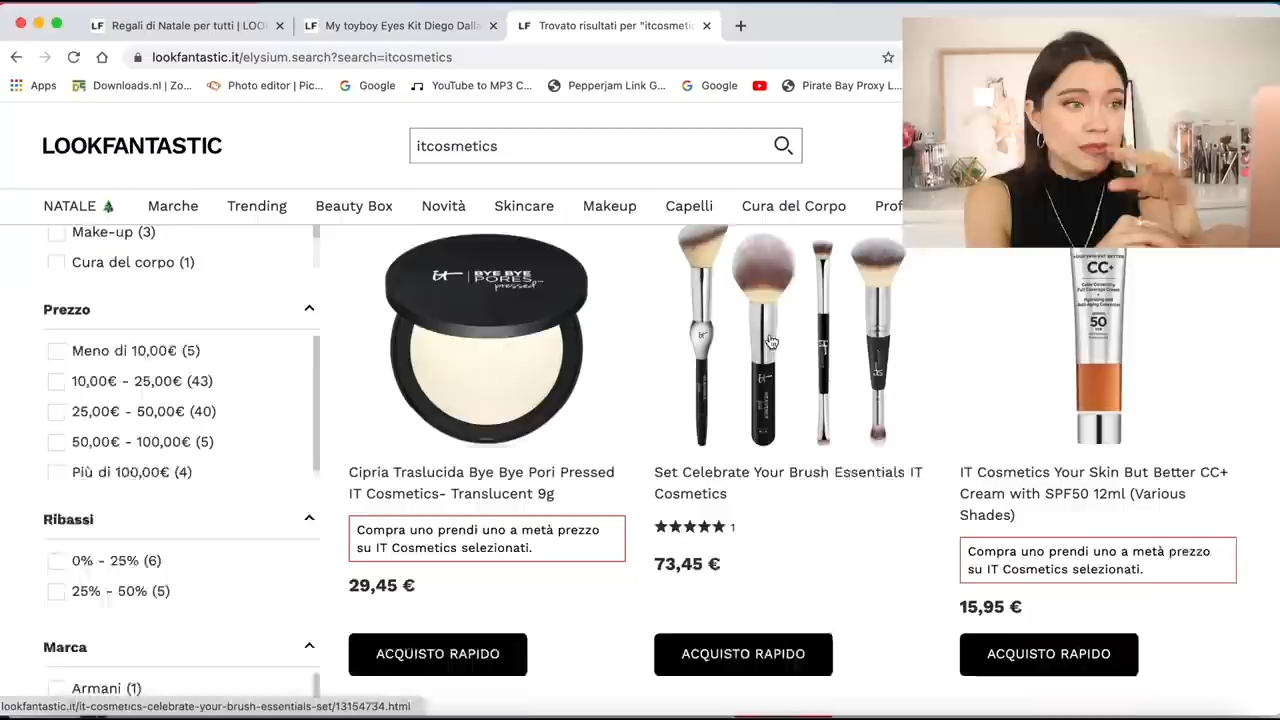 Regali di Natale per tutti | LOO
My toyboy Eyes Kit Diego Dalla
Trovato risultati per "itcosmetic
lookfantastic.it/elysium.search?search=itcosmetics
Apps
Downloads.nl | Zo...
Photo editor | Pic...
Google
YouTube to MP3 C...
Pepperjam Link G...
Google
Pirate Bay Proxy L...
LOOKFANTASTIC
itcosmetics
NATALE
Marche
Trending
Beauty Box
Novità
Skincare
Makeup
Capelli
Cura del Corpo
Prof
Make-up (3)
Cura del corpo (1)
Prezzo
Meno di 10,00€ (5)
10,00€ - 25,00€ (43)
25,00€ - 50,00€ (40)
50,00€ - 100,00€ (5)
Più di 100,00€ (4)
Ribassi
0% - 25% (6)
25% - 50% (5)
Marca
Armani (1)
BYE BYE
PORES
pressed
Cipria Traslucida Bye Bye Pori Pressed
IT Cosmetics- Translucent 9g
Compra uno prendi uno a metà prezzo
su IT Cosmetics selezionati.
29,45 €
ACQUISTO RAPIDO
Set Celebrate Your Brush Essentials IT
Cosmetics
1
73,45 €
ACQUISTO RAPIDO
CC+
50
IT Cosmetics Your Skin But Better CC+
Cream with SPF50 12ml (Various
Shades)
Compra uno prendi uno a metà prezzo
su IT Cosmetics selezionati.
15,95 €
ACQUISTO RAPIDO
lookfantastic.it/it-cosmetics-celebrate-your-brush-essentials-set/13154734.html